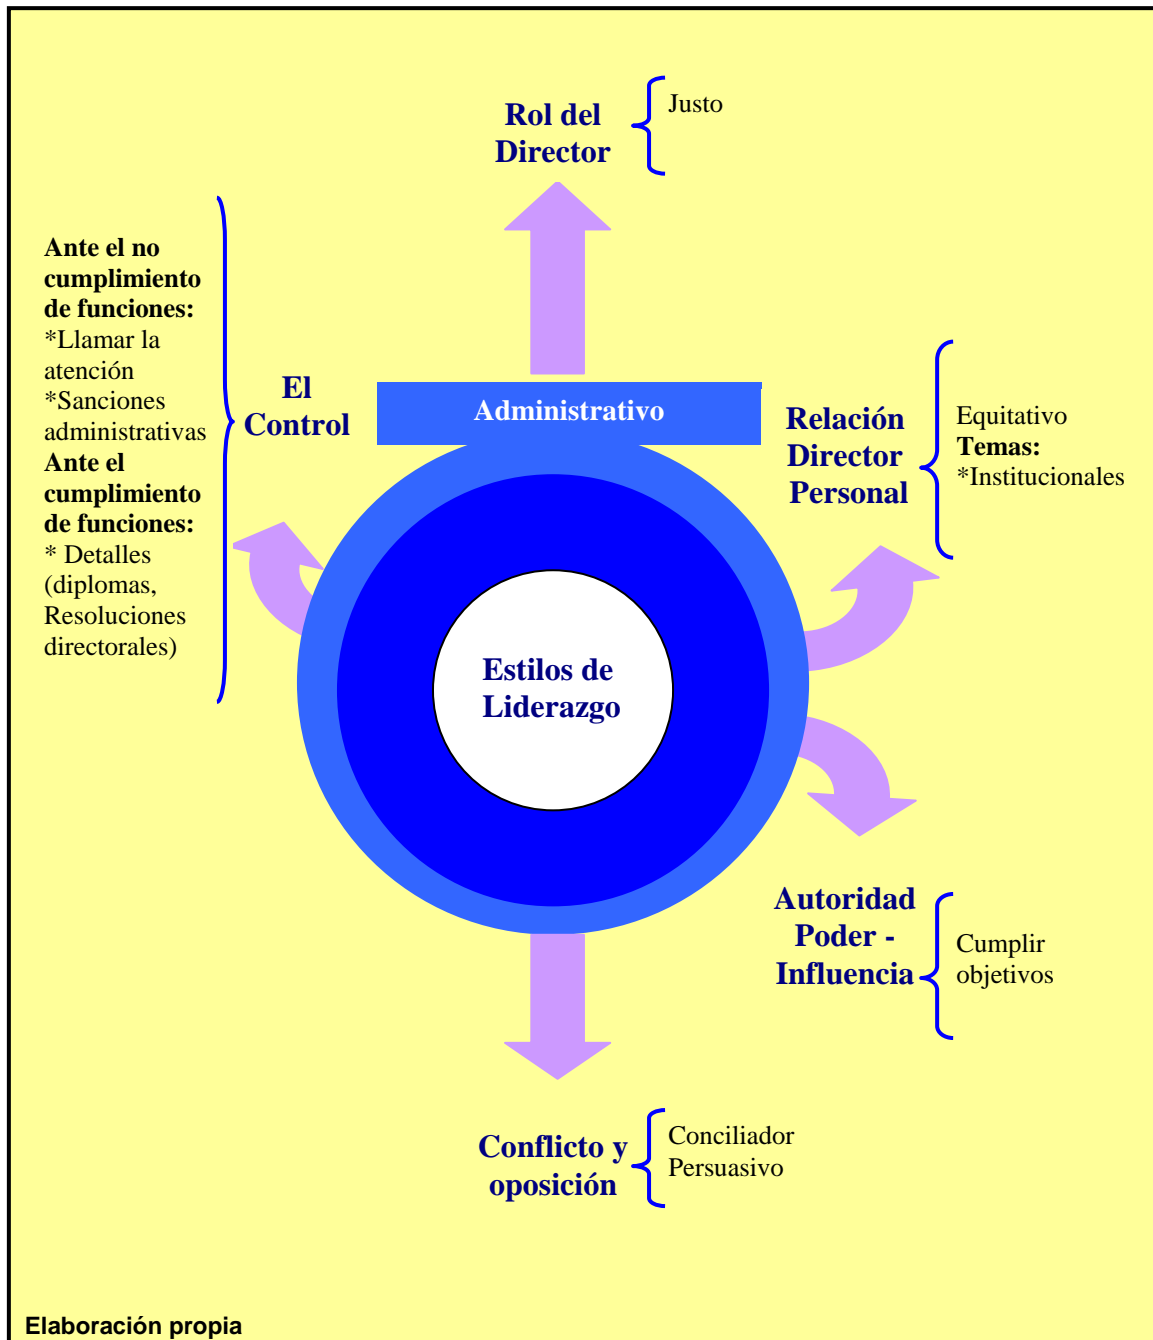 Rol del
Director
Justo
Ante el no
cumplimiento
de funciones:
*Llamar la
atención
*Sanciones
administrativas
Ante el
cumplimiento
de funciones:
* Detalles
(diplomas,
Resoluciones
directorales)
El
Control
Administrativo
Relación
Director
Personal
Equitativo
Temas:
*Institucionales
Estilos de
Liderazgo
Autoridad
Poder -
Influencia
Cumplir
objetivos
Conflicto y
oposición
Conciliador
Persuasivo
Elaboración propia